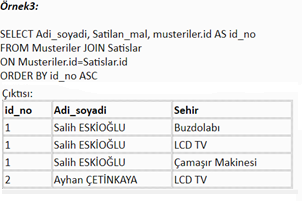 Örnek3:
SELECT Adi_soyadi, Satilan_mal, musteriler.id AS id_no
FROM Musteriler JOIN Satislar
ON Musteriler.id=Satislar.id
ORDER BY id_no ASC
Çıktisı:
id_no Adi_soyadi Sehir
1 Salih ESKİOĞLU Buzdolabı
1 Salih ESKİOĞLU LCD TV
1 Salih ESKİOĞLU Çamaşır Makinesi
2 Ayhan ÇETİNKAYA LCD TV